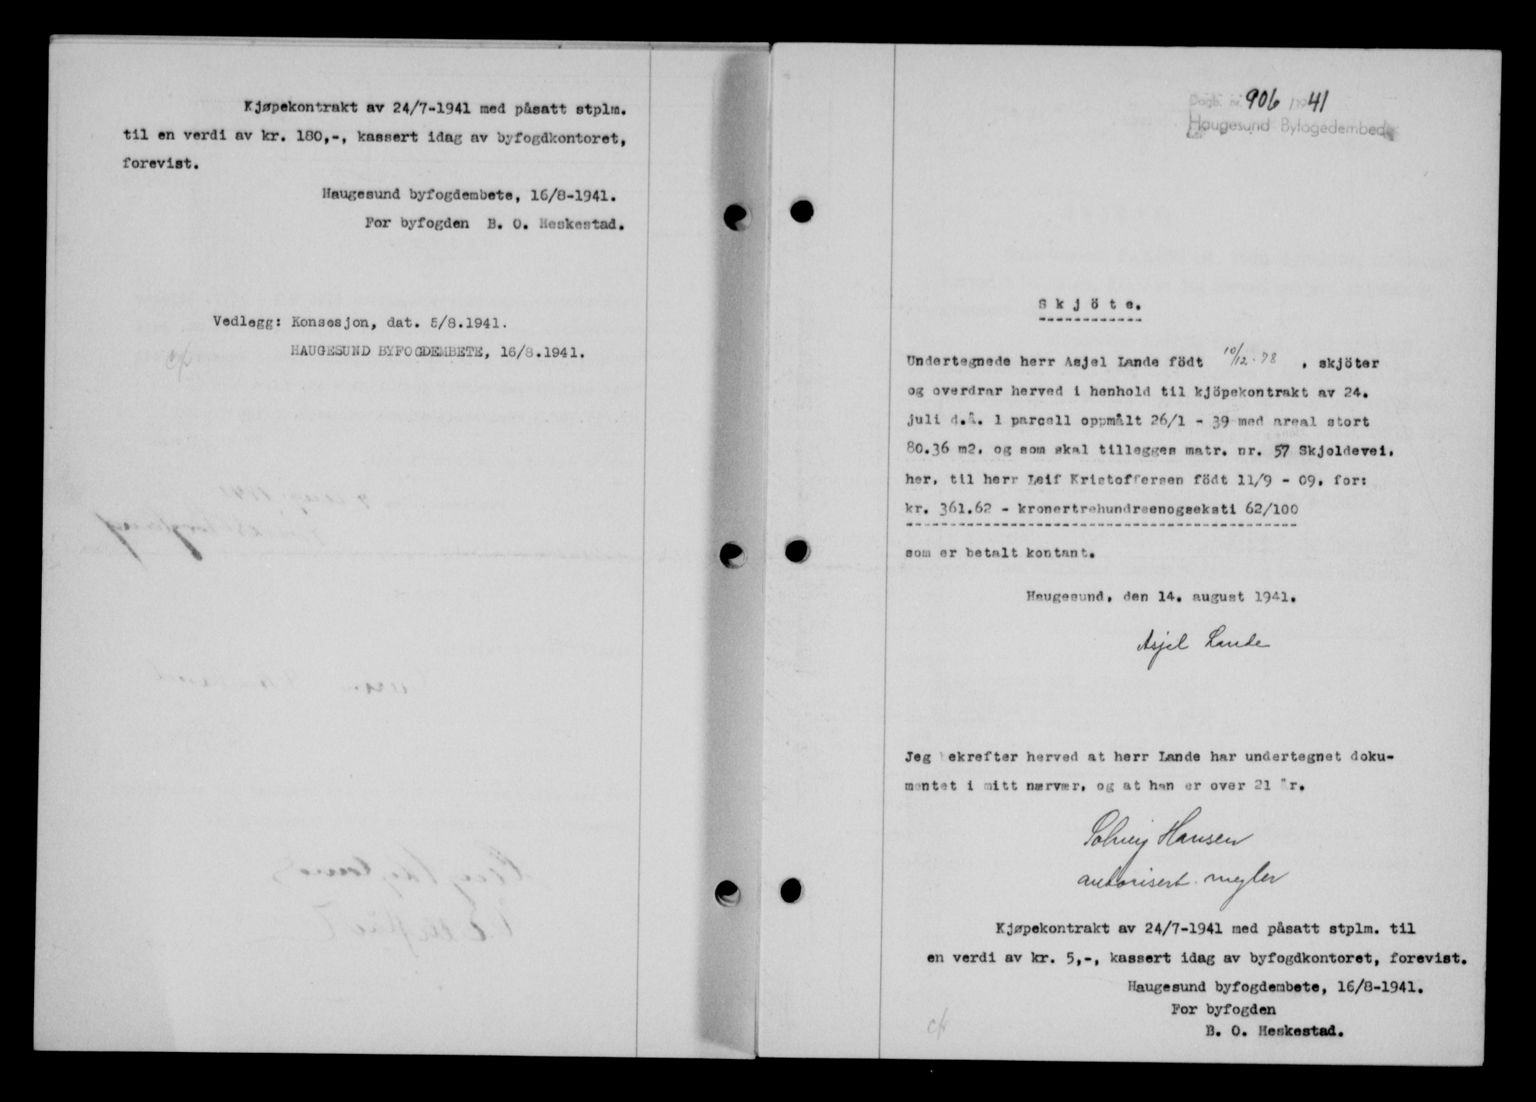 Kjøpekontrakt av 24/7-1941 med påsatt stplm.
til en verdi av kr. 180,-, kassert idag av byfogdkontoret,
forevist.
Haugesund byfogdembete, 16/8-1941.
For byfogden B. O. Heskestad.
Vedlegg: Konsesjon, dat. 5/8.1941.
HAUGESUND BYFOGDEMBETE, 16/8.1941.
Dagb. nr. 906 / 1941
Haugesund Byfogedembede
S k j ö t e.
Undertegnede herr Asjel Lande födt 10/12-78 , skjöter
og overdrar herved i henhold til kjöpekontrakt av 24.
juli d.å. 1 parcell oppmålt 26/1 - 39 med areal stort
80.36 m2. og som skal tillegges matr. nr. 57 Skjoldevei,
her, til herr Leif Kristoffersen födt 11/9 - 09, for:
kr. 361.62 - kronertrehundreenogseksti 62/100
som er betalt kontant.
Haugesund, den 14. august 1941.
Asjel Lande
Jeg bekrefter herved at herr Lande har undertegnet doku-
mentet i mitt nærvær, og at han er over 21 år.
Solveig Hansen
autorisert megler
Kjøpekontrakt av 24/7-1941 med påsatt stplm. til
en verdi av kr. 5,-, kassert idag av byfogdkontoret, forevist.
Haugesund byfogdembete, 16/8-1941.
For byfogden
B. O. Heskestad.